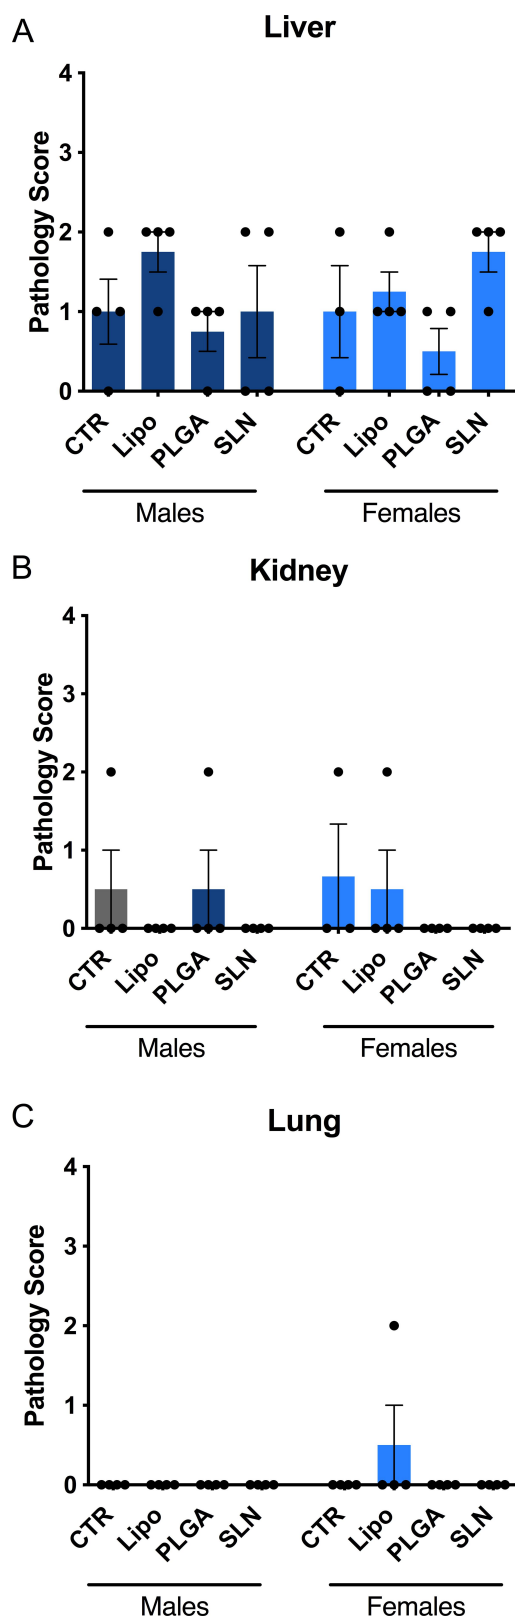 A
Liver
Pathology Score
4
3
2
1
0
CTR Lipo PLGA SLN CTR Lipo PLGA SLN
Males Females
B
Kidney
Pathology Score
4
3
2
1
0
CTR Lipo PLGA SLN CTR Lipo PLGA SLN
Males Females
C
Lung
Pathology Score
4
3
2
1
0
CTR Lipo PLGA SLN CTR Lipo PLGA SLN
Males Females